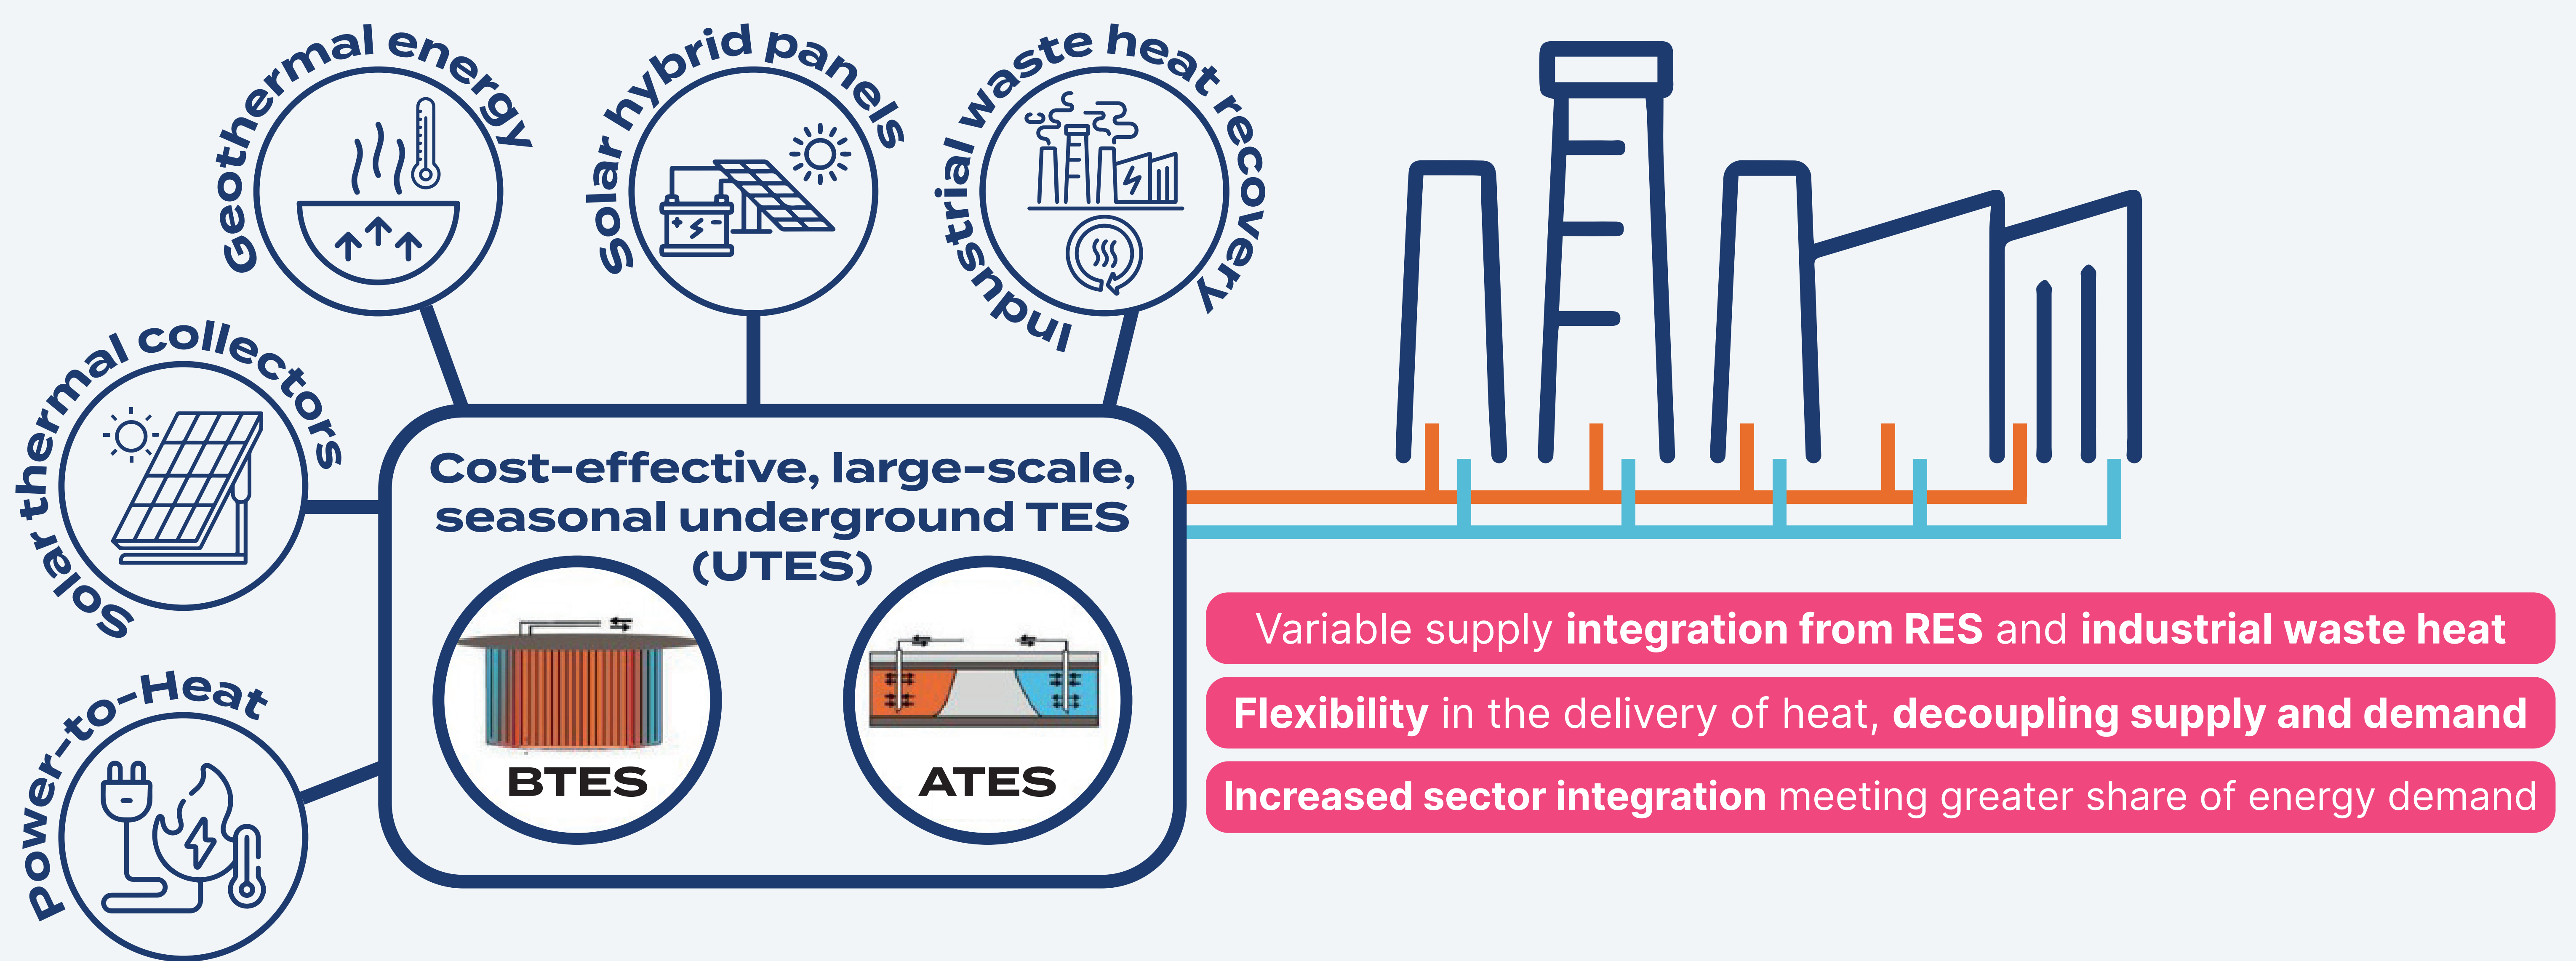 Geothermal energy
Solar hybrid panels
Industrial waste heat recovery
Solar thermal collectors
Power-to-Heat
Cost-effective, large-scale,
seasonal underground TES
(UTES)
BTES
ATES
Variable supply integration from RES and industrial waste heat
Flexibility in the delivery of heat, decoupling supply and demand
Increased sector integration meeting greater share of energy demand